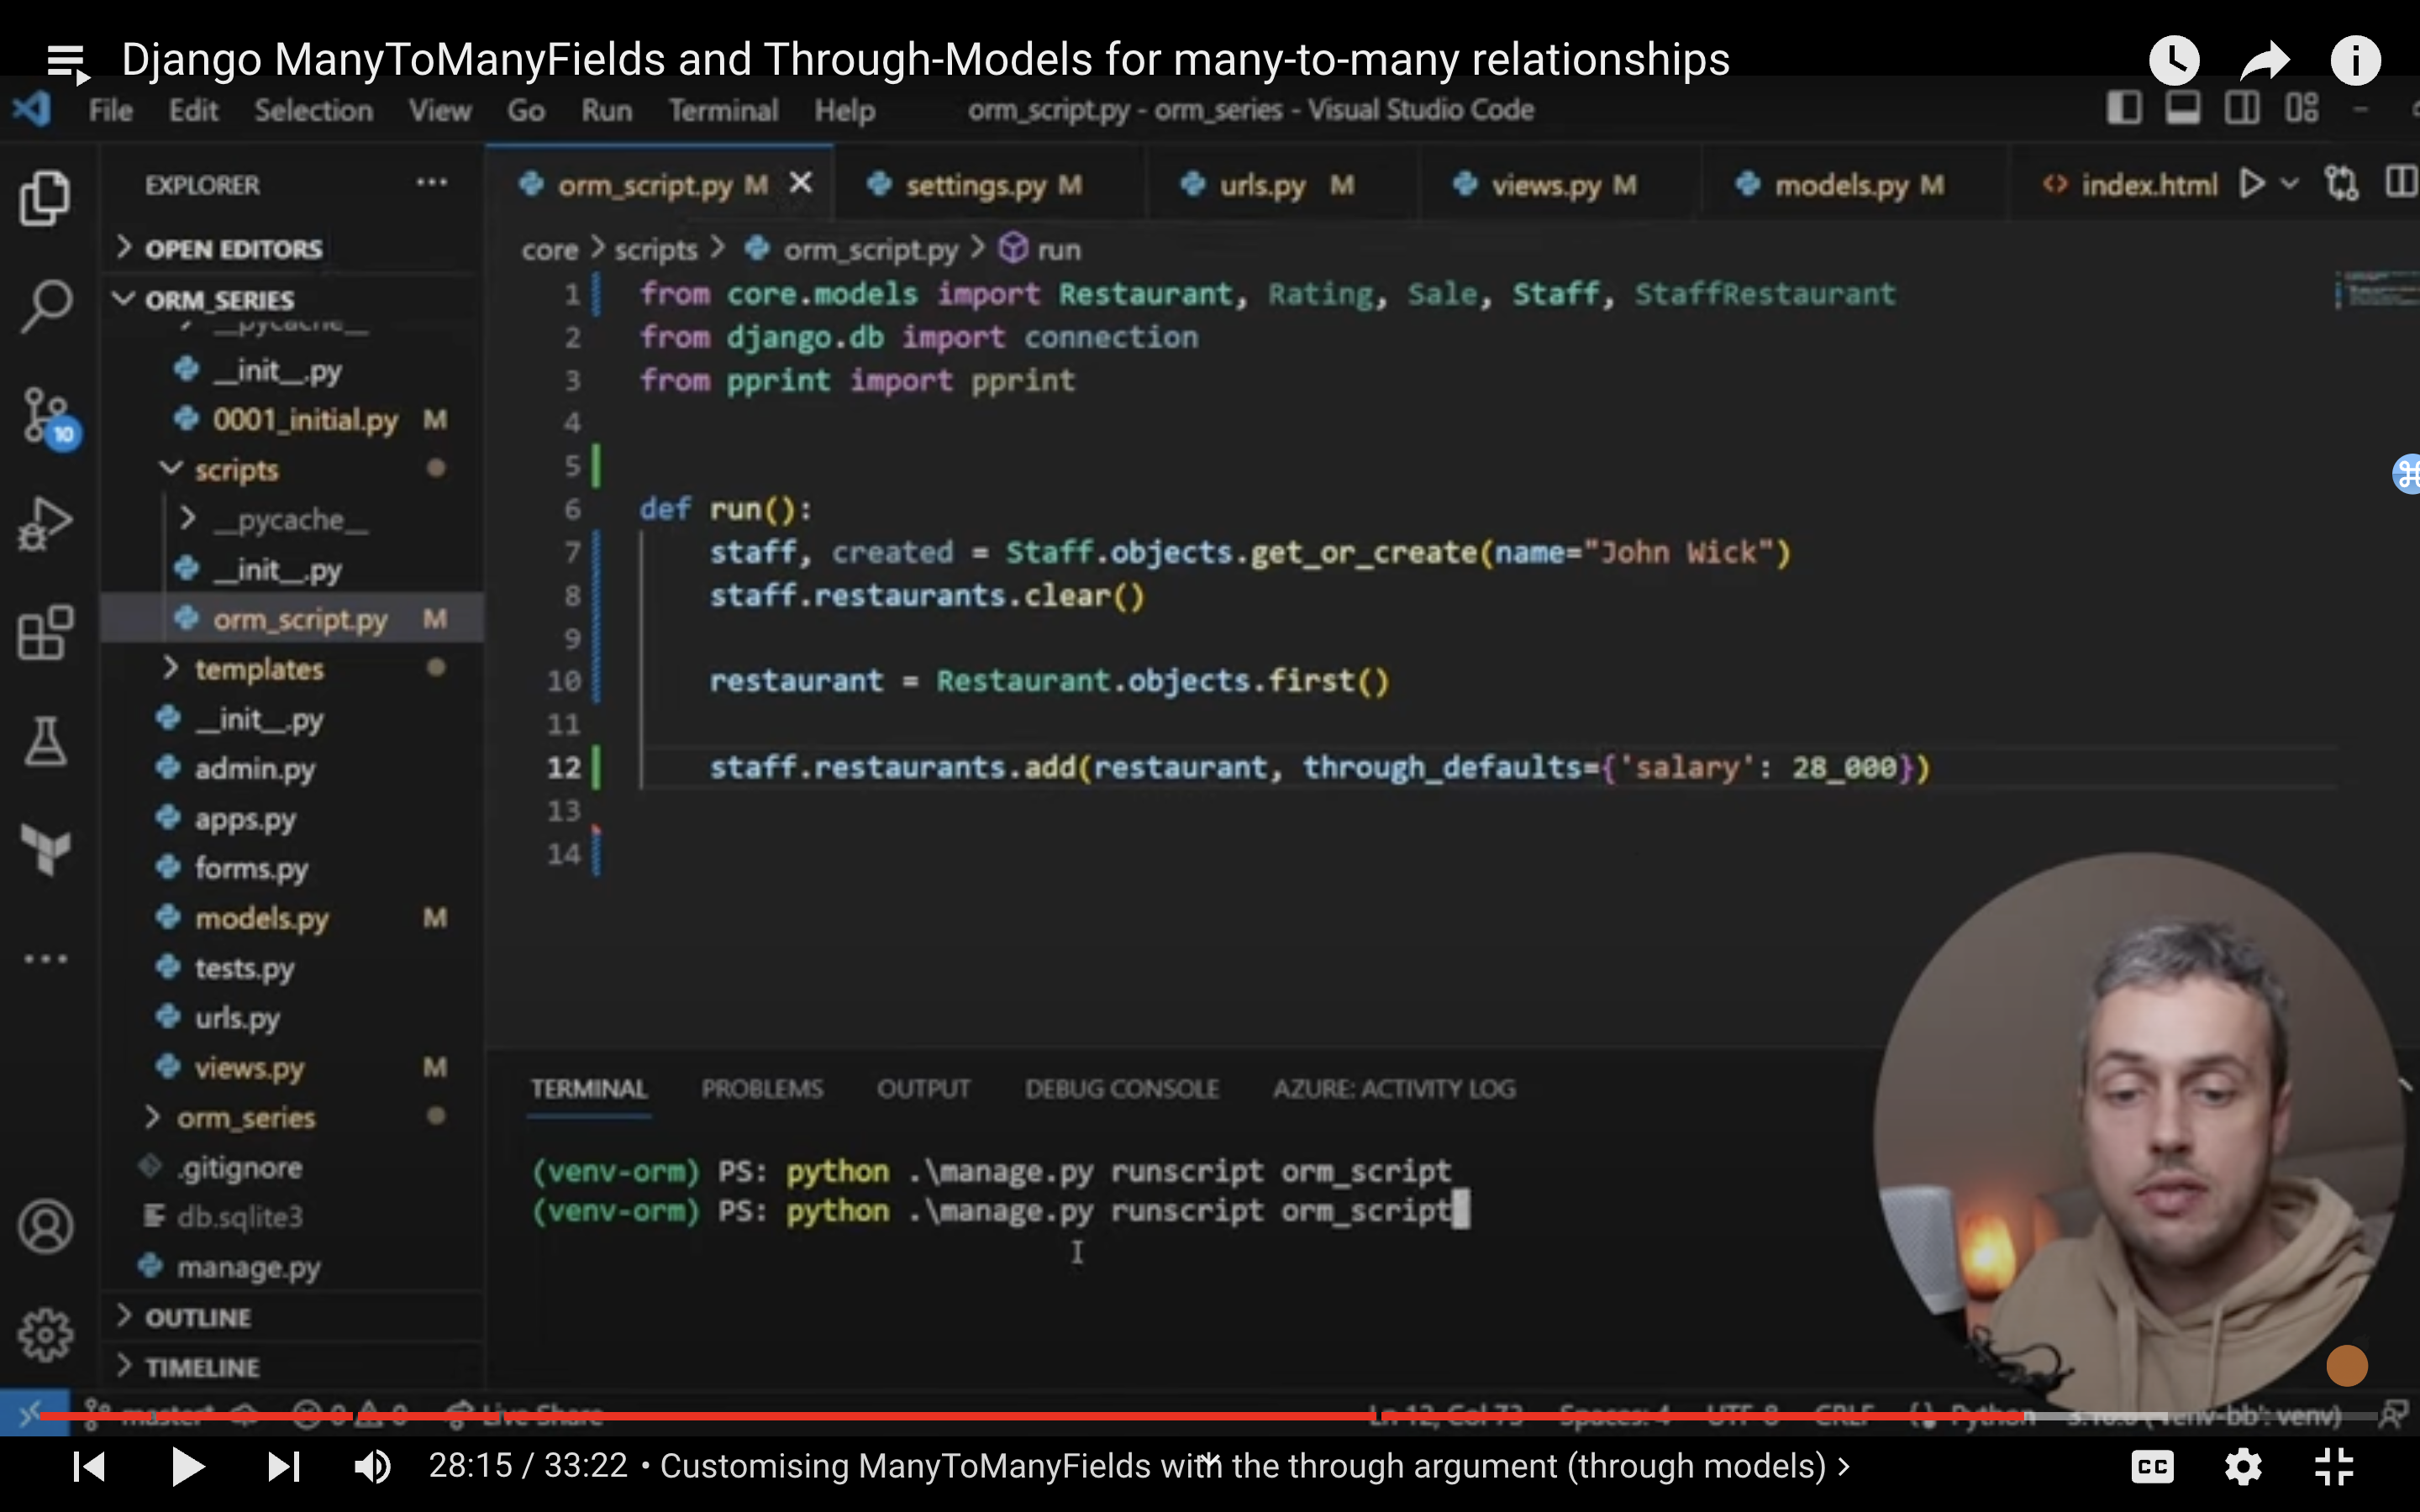 Django ManyToManyFields and Through-Models for many-to-many relationships
File Edit Selection View Go Run Terminal Help orm_script.py - orm_series - Visual Studio Code
EXPLORER
orm_script.py M settings.py M urls.py M views.py M models.py M index.html
OPEN EDITORS
core > scripts > orm_script.py > run
ORM_SERIES
__pycache__
__init__.py
0001_initial.py M
scripts
__pycache__
__init__.py
orm_script.py M
templates
__init__.py
admin.py
apps.py
forms.py
models.py M
tests.py
urls.py
views.py M
orm_series
.gitignore
db.sqlite3
manage.py
OUTLINE
TIMELINE
10
1 from core.models import Restaurant, Rating, Sale, Staff, StaffRestaurant
2 from django.db import connection
3 from pprint import pprint
4
5
6 def run():
7 staff, created = Staff.objects.get_or_create(name="John Wick")
8 staff.restaurants.clear()
9
10 restaurant = Restaurant.objects.first()
11
12 staff.restaurants.add(restaurant, through_defaults={'salary': 28_000})
13
14
TERMINAL PROBLEMS OUTPUT DEBUG CONSOLE AZURE: ACTIVITY LOG
(venv-orm) PS: python .\manage.py runscript orm_script
(venv-orm) PS: python .\manage.py runscript orm_script
master* 0 0 Live Share Ln 12, Col 73 Spaces: 4 UTF-8 CRLF Python
28:15 / 33:22 • Customising ManyToManyFields with the through argument (through models) >
CC